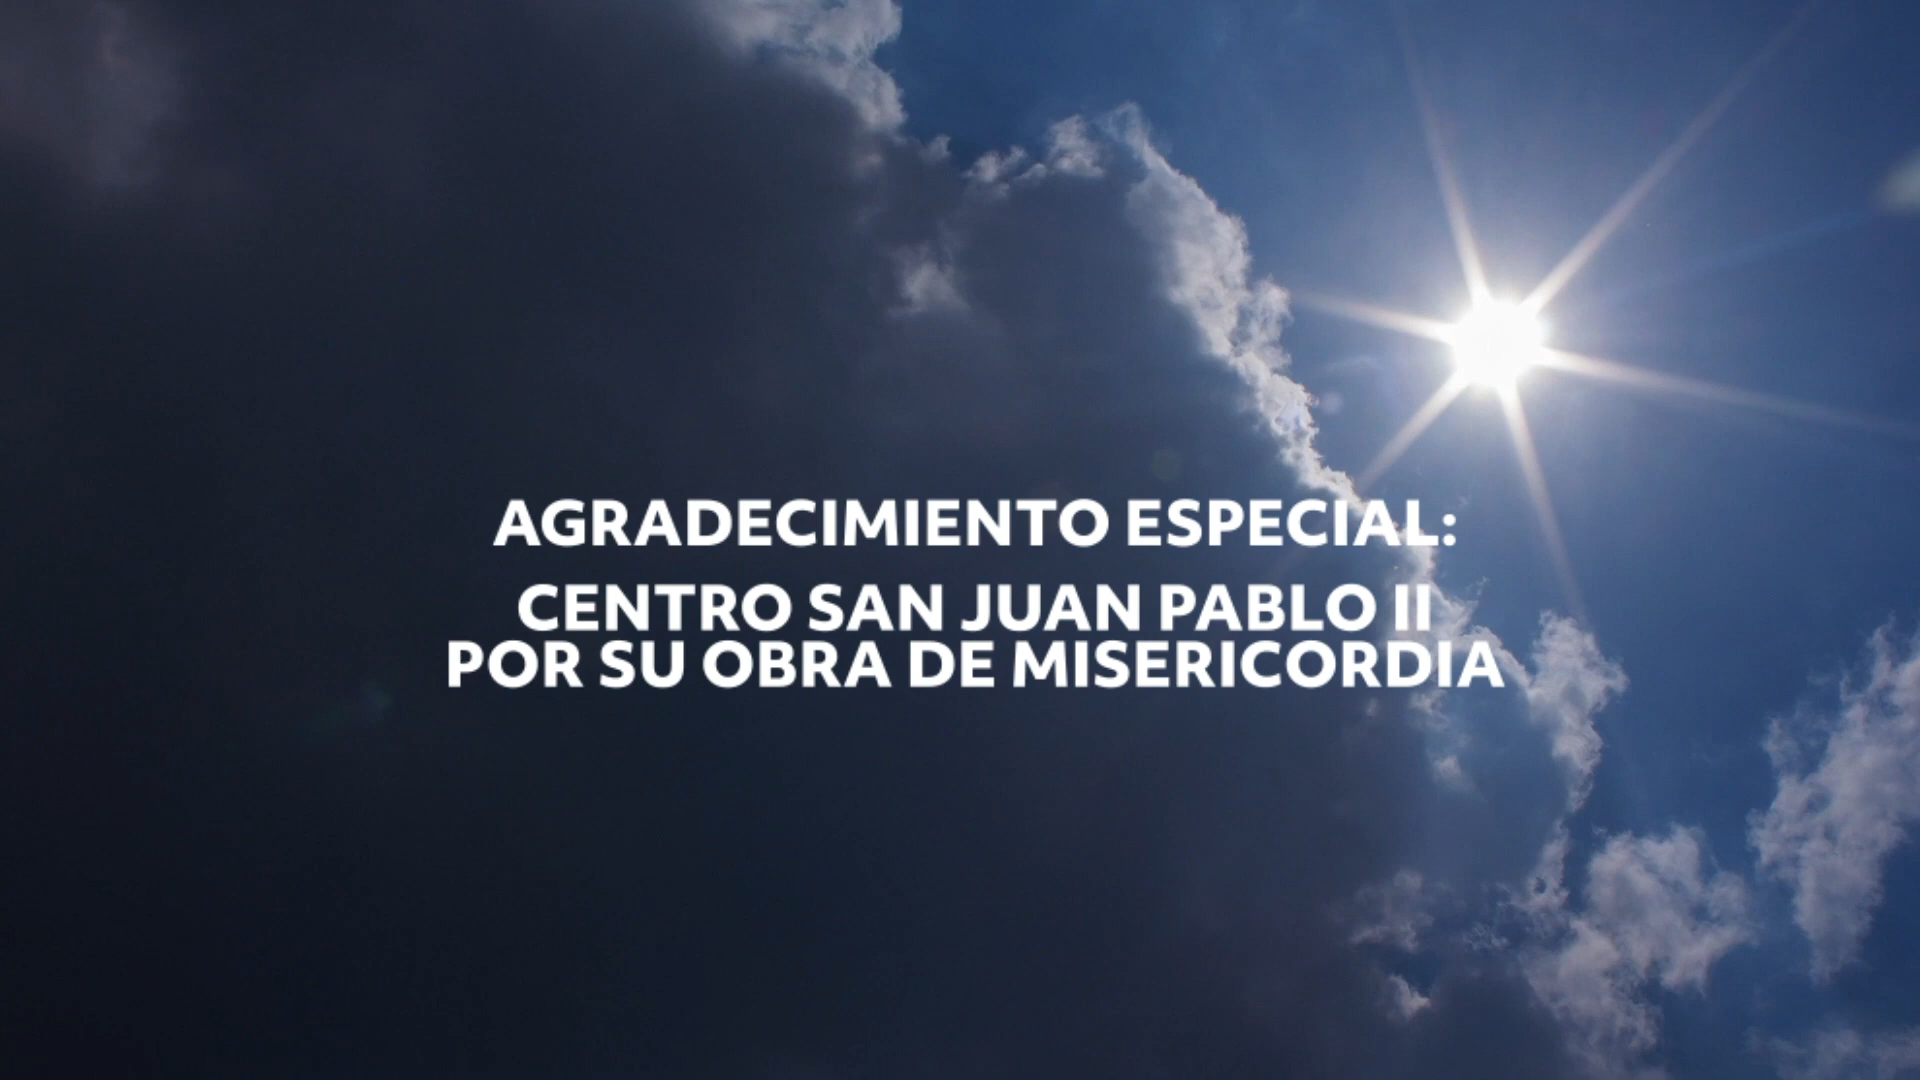 AGRADECIMIENTO ESPECIAL:
CENTRO SAN JUAN PABLO II
POR SU OBRA DE MISERICORDIA